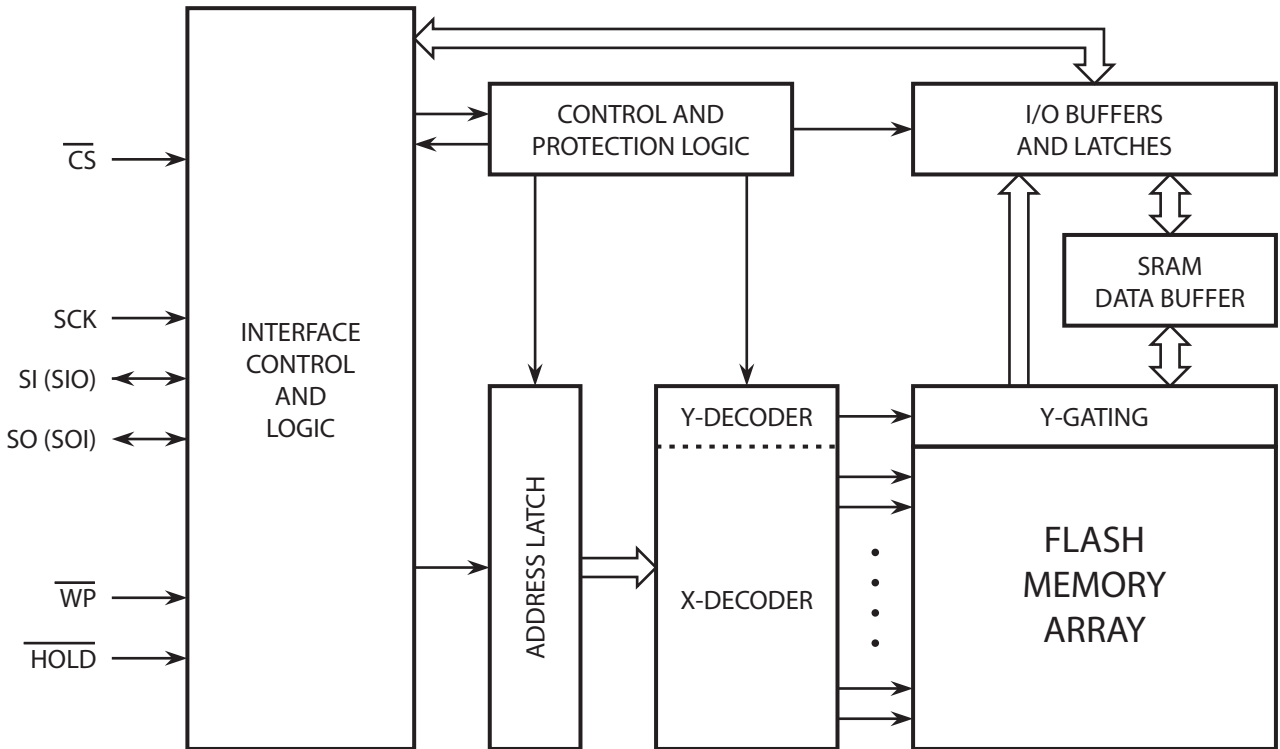 CS
SCK
SI (SIO)
SO (SOI)
WP
HOLD
INTERFACE
CONTROL
AND
LOGIC
CONTROL AND
PROTECTION LOGIC
I/O BUFFERS
AND LATCHES
SRAM
DATA BUFFER
ADDRESS LATCH
Y-DECODER
X-DECODER
Y-GATING
FLASH
MEMORY
ARRAY